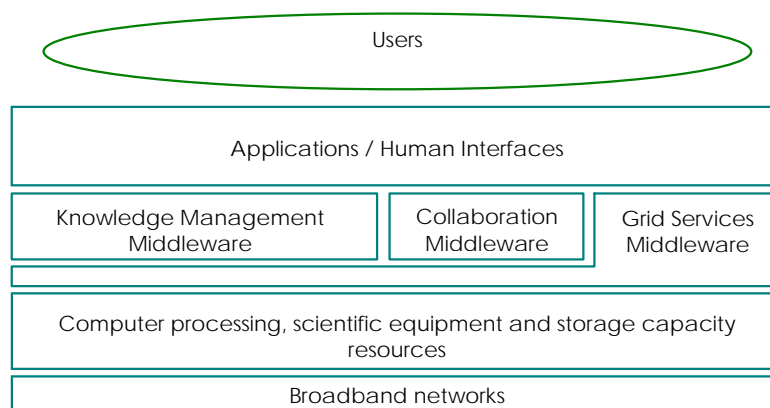 Users
Applications / Human Interfaces
Knowledge Management
Middleware
Collaboration
Middleware
Grid Services
Middleware
Computer processing, scientific equipment and storage capacity
resources
Broadband networks